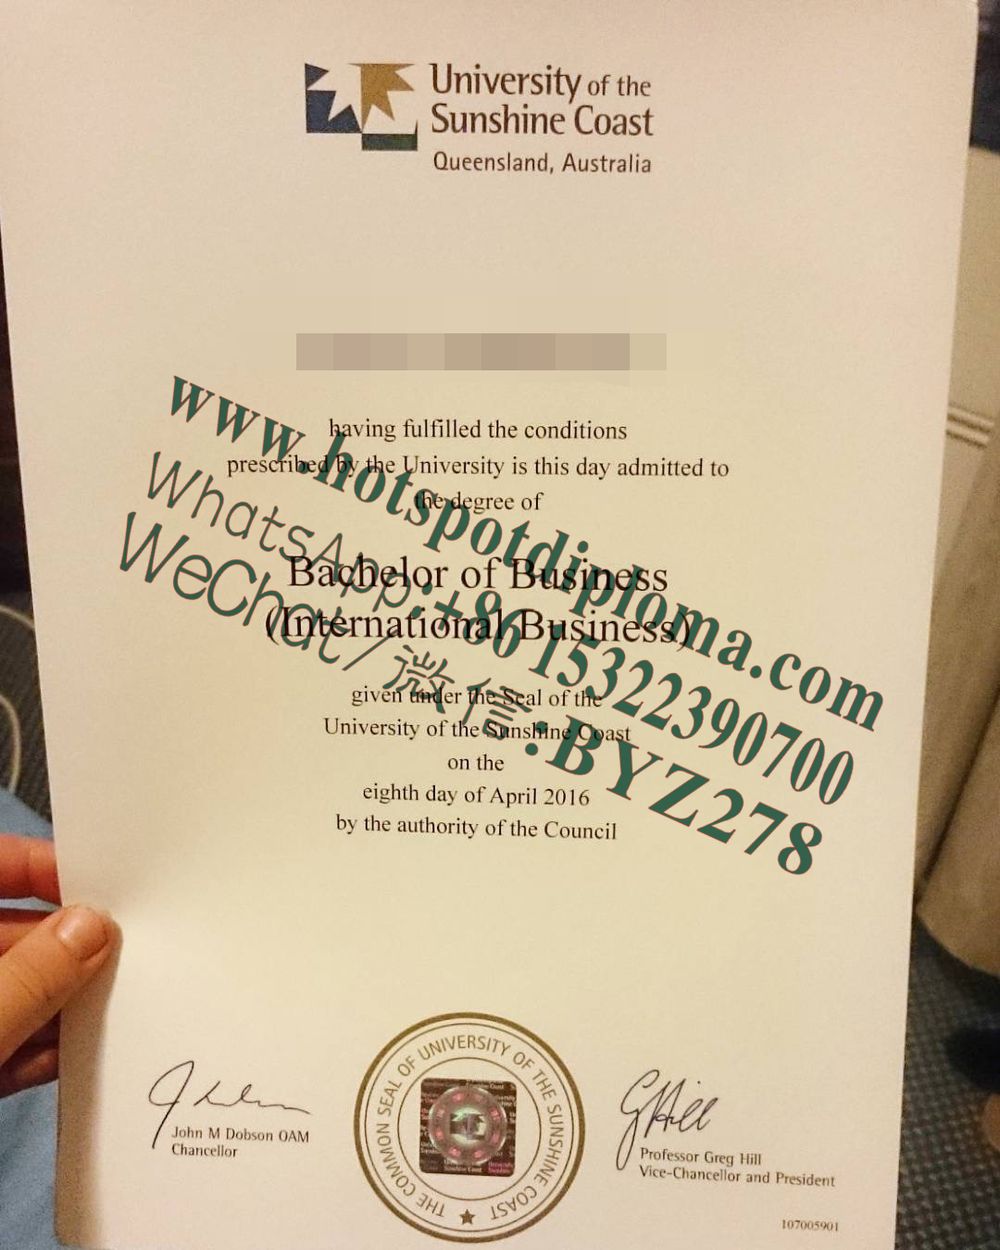 University of the
Sunshine Coast
Queensland, Australia
having fulfilled the conditions
prescribed by the University is this day admitted to
the degree of
Bachelor of Business
(International Business)
given under the Seal of the
University of the Sunshine Coast
on the
eighth day of April 2016
by the authority of the Council
www.hotspotdiploma.com
WhatsApp:+86 15322390700
WeChat/微信:BYZ278
John M Dobson OAM
Chancellor
THE COMMON SEAL OF UNIVERSITY OF THE SUNSHINE COAST
Professor Greg Hill
Vice-Chancellor and President
107005901